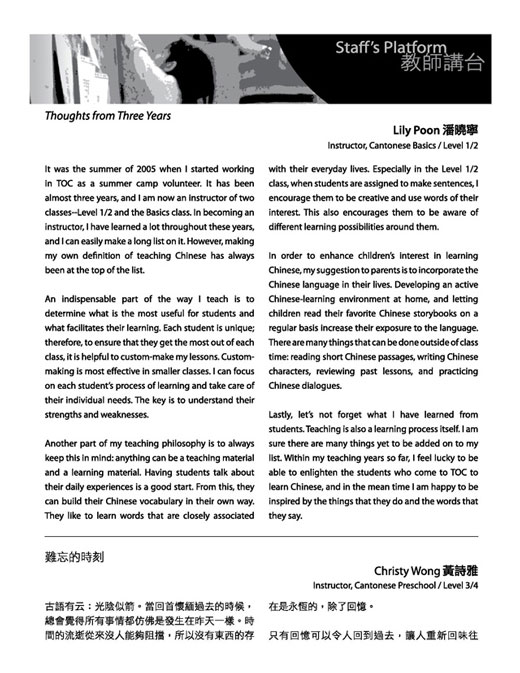 Staff's Platform
教師講台
Thoughts from Three Years
Lily Poon 潘曉寧
Instructor, Cantonese Basics / Level 1/2
It was the summer of 2005 when I started working
in TOC as a summer camp volunteer. It has been
almost three years, and I am now an instructor of two
classes--Level 1/2 and the Basics class. In becoming an
instructor, I have learned a lot throughout these years,
and I can easily make a long list on it. However, making
my own definition of teaching Chinese has always
been at the top of the list.
An indispensable part of the way I teach is to
determine what is the most useful for students and
what facilitates their learning. Each student is unique;
therefore, to ensure that they get the most out of each
class, it is helpful to custom-make my lessons. Custom-
making is most effective in smaller classes. I can focus
on each student's process of learning and take care of
their individual needs. The key is to understand their
strengths and weaknesses.
Another part of my teaching philosophy is to always
keep this in mind: anything can be a teaching material
and a learning material. Having students talk about
their daily experiences is a good start. From this, they
can build their Chinese vocabulary in their own way.
They like to learn words that are closely associated
with their everyday lives. Especially in the Level 1/2
class, when students are assigned to make sentences, I
encourage them to be creative and use words of their
interest. This also encourages them to be aware of
different learning possibilities around them.
In order to enhance children's interest in learning
Chinese, my suggestion to parents is to incorporate the
Chinese language in their lives. Developing an active
Chinese-learning environment at home, and letting
children read their favorite Chinese storybooks on a
regular basis increase their exposure to the language.
There are many things that can be done outside of class
time: reading short Chinese passages, writing Chinese
characters, reviewing past lessons, and practicing
Chinese dialogues.
Lastly, let's not forget what I have learned from
students. Teaching is also a learning process itself. I am
sure there are many things yet to be added on to my
list. Within my teaching years so far, I feel lucky to be
able to enlighten the students who come to TOC to
learn Chinese, and in the mean time I am happy to be
inspired by the things that they do and the words that
they say.
難忘的時刻
Christy Wong 黃詩雅
Instructor, Cantonese Preschool / Level 3/4
古語有云：光陰似箭。當回首懷緬過去的時候，
總會覺得所有事情都仿佛是發生在昨天一樣。時
間的流逝從來沒人能夠阻擋，所以沒有東西的存
在是永恆的，除了回憶。
只有回憶可以令人回到過去，讓人重新回味往